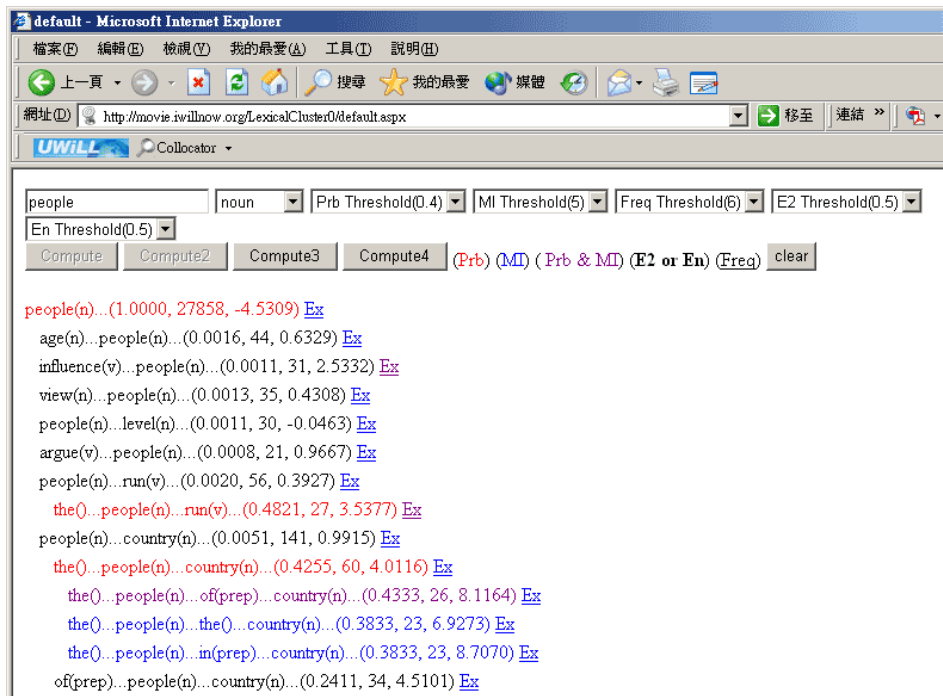 default - Microsoft Internet Explorer
檔案(F) 編輯(E) 檢視(V) 我的最愛(A) 工具(T) 說明(H)
上一頁 搜尋 我的最愛 媒體
網址(D) http://movie.iwillnow.org/LexicalCluster0/default.aspx 移至 連結 »
UWiLL Collocator
people noun Prb Threshold(0.4) MI Threshold(5) Freq Threshold(6) E2 Threshold(0.5)
En Threshold(0.5)
Compute Compute2 Compute3 Compute4 (Prb) (MI) ( Prb & MI) (E2 or En) (Freq) clear
people(n)...(1.0000, 27858, -4.5309) Ex
age(n)...people(n)...(0.0016, 44, 0.6329) Ex
influence(v)...people(n)...(0.0011, 31, 2.5332) Ex
view(n)...people(n)...(0.0013, 35, 0.4308) Ex
people(n)...level(n)...(0.0011, 30, -0.0463) Ex
argue(v)...people(n)...(0.0008, 21, 0.9667) Ex
people(n)...run(v)...(0.0020, 56, 0.3927) Ex
the()...people(n)...run(v)...(0.4821, 27, 3.5377) Ex
people(n)...country(n)...(0.0051, 141, 0.9915) Ex
the()...people(n)...country(n)...(0.4255, 60, 4.0116) Ex
the()...people(n)...of(prep)...country(n)...(0.4333, 26, 8.1164) Ex
the()...people(n)...the()...country(n)...(0.3833, 23, 6.9273) Ex
the()...people(n)...in(prep)...country(n)...(0.3833, 23, 8.7070) Ex
of(prep)...people(n)...country(n)...(0.2411, 34, 4.5101) Ex